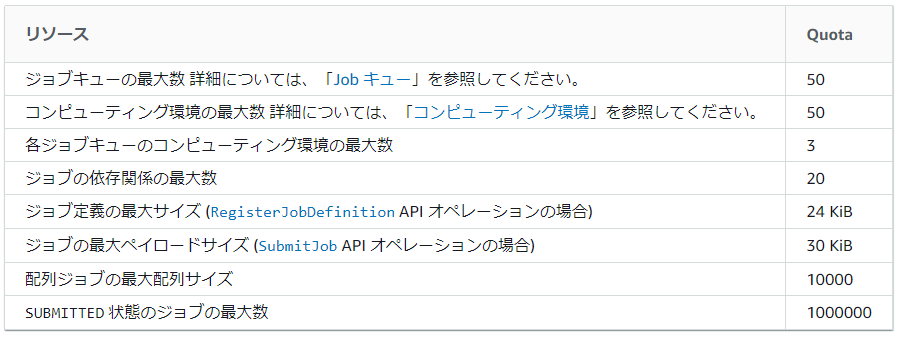 リソース Quota
ジョブキューの最大数 詳細については、「Job キュー」を参照してください。 50
コンピューティング環境の最大数 詳細については、「コンピューティング環境」を参照してください。 50
各ジョブキューのコンピューティング環境の最大数 3
ジョブの依存関係の最大数 20
ジョブ定義の最大サイズ (RegisterJobDefinition API オペレーションの場合) 24 KiB
ジョブの最大ペイロードサイズ (SubmitJob API オペレーションの場合) 30 KiB
配列ジョブの最大配列サイズ 10000
SUBMITTED 状態のジョブの最大数 1000000